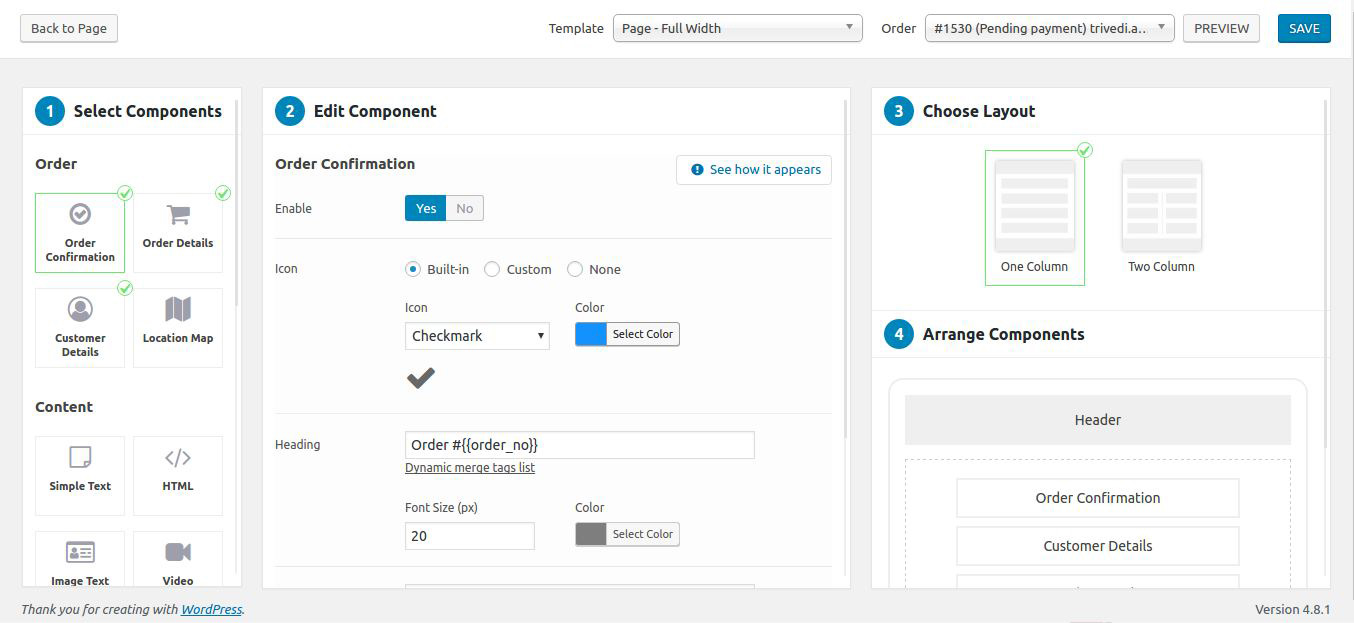 Back to Page
Template
Page - Full Width
Order
#1530 (Pending payment) trivedi.a...
PREVIEW
SAVE
1 Select Components
Order
Order
Confirmation
Order Details
Customer
Details
Location Map
Content
Simple Text
HTML
Image Text
Video
2 Edit Component
Order Confirmation
See how it appears
Enable
Yes
No
Icon
Built-in
Custom
None
Icon
Color
Checkmark
Select Color
Heading
Order #{{order_no}}
Dynamic merge tags list
Font Size (px)
Color
20
Select Color
3 Choose Layout
One Column
Two Column
4 Arrange Components
Header
Order Confirmation
Customer Details
Thank you for creating with WordPress.
Version 4.8.1